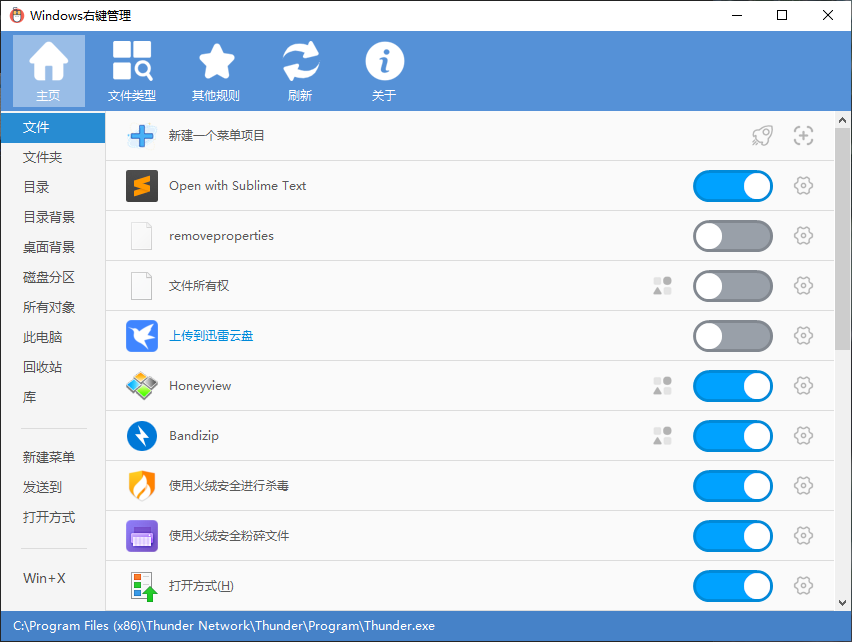 Windows右键管理
主页
文件类型
其他规则
刷新
关于
文件
文件夹
目录
目录背景
桌面背景
磁盘分区
所有对象
此电脑
回收站
库
新建菜单
发送到
打开方式
Win+X
新建一个菜单项目
Open with Sublime Text
removeproperties
文件所有权
上传到迅雷云盘
Honeyview
Bandizip
使用火绒安全进行杀毒
使用火绒安全粉碎文件
打开方式(H)
C:\Program Files (x86)\Thunder Network\Thunder\Program\Thunder.exe